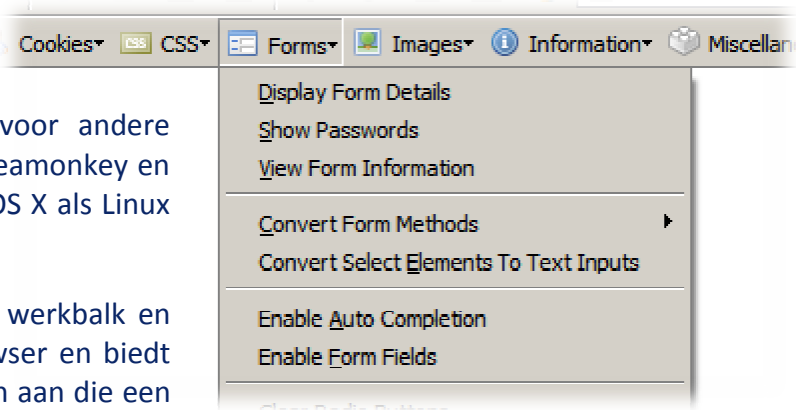 Cookies CSS Forms Images Information
Display Form Details
Show Passwords
View Form Information
Convert Form Methods
Convert Select Elements To Text Inputs
Enable Auto Completion
Enable Form Fields
voor andere
eamonkey en
OS X als Linux
werkbalk en
wser en biedt
n aan die een